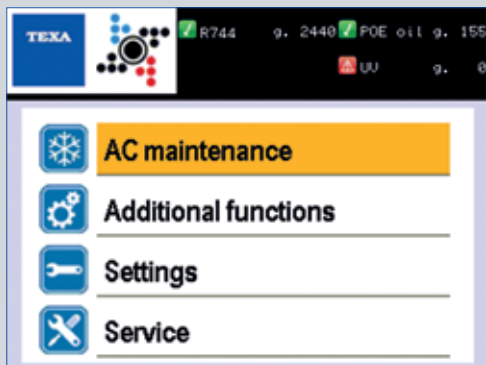 TEXA
R744 g. 2440 POE oil g. 155
UV g. 0
AC maintenance
Additional functions
Settings
Service